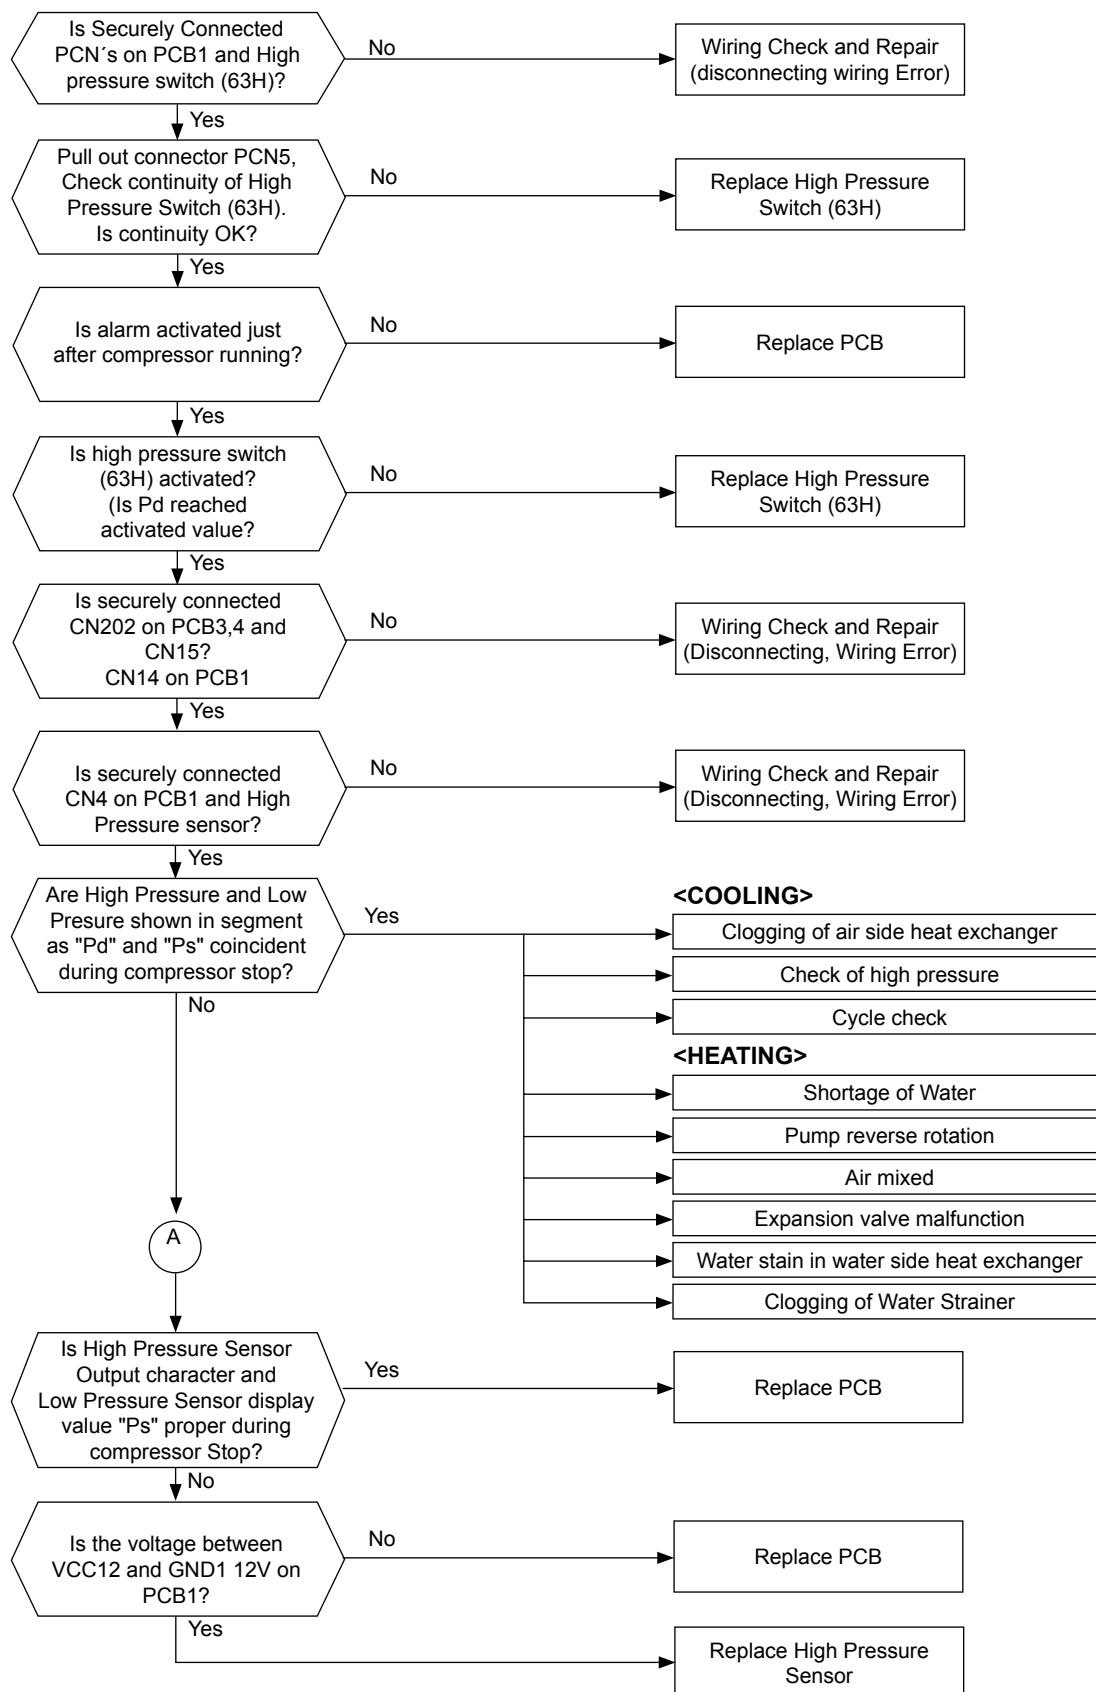 Is Securely Connected
PCN´s on PCB1 and High
pressure switch (63H)?
No
Wiring Check and Repair
(disconnecting wiring Error)
Yes
Pull out connector PCN5,
Check continuity of High
Pressure Switch (63H).
Is continuity OK?
No
Replace High Pressure
Switch (63H)
Yes
Is alarm activated just
after compressor running?
No
Replace PCB
Yes
Is high pressure switch
(63H) activated?
(Is Pd reached
activated value?
No
Replace High Pressure
Switch (63H)
Yes
Is securely connected
CN202 on PCB3,4 and
CN15?
CN14 on PCB1
No
Wiring Check and Repair
(Disconnecting, Wiring Error)
Yes
Is securely connected
CN4 on PCB1 and High
Pressure sensor?
No
Wiring Check and Repair
(Disconnecting, Wiring Error)
Yes
Are High Pressure and Low
Presure shown in segment
as "Pd" and "Ps" coincident
during compressor stop?
Yes
<COOLING>
Clogging of air side heat exchanger
Check of high pressure
Cycle check
<HEATING>
Shortage of Water
Pump reverse rotation
Air mixed
Expansion valve malfunction
Water stain in water side heat exchanger
Clogging of Water Strainer
No
A
Is High Pressure Sensor
Output character and
Low Pressure Sensor display
value "Ps" proper during
compressor Stop?
Yes
Replace PCB
No
Is the voltage between
VCC12 and GND1 12V on
PCB1?
No
Replace PCB
Yes
Replace High Pressure
Sensor